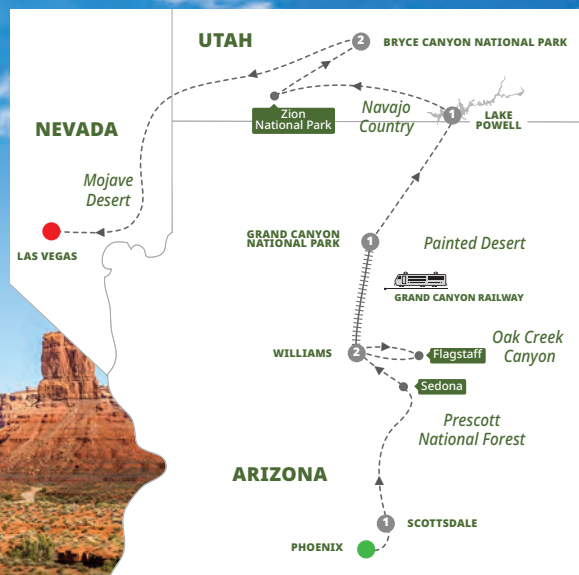 UTAH
2
BRYCE CANYON NATIONAL PARK
Zion
National Park
Navajo
Country
1
LAKE
POWELL
NEVADA
Mojave
Desert
LAS VEGAS
GRAND CANYON
NATIONAL PARK
1
Painted Desert
GRAND CANYON RAILWAY
WILLIAMS
2
Flagstaff
Oak Creek
Canyon
Sedona
Prescott
National Forest
ARIZONA
1
SCOTTSDALE
PHOENIX